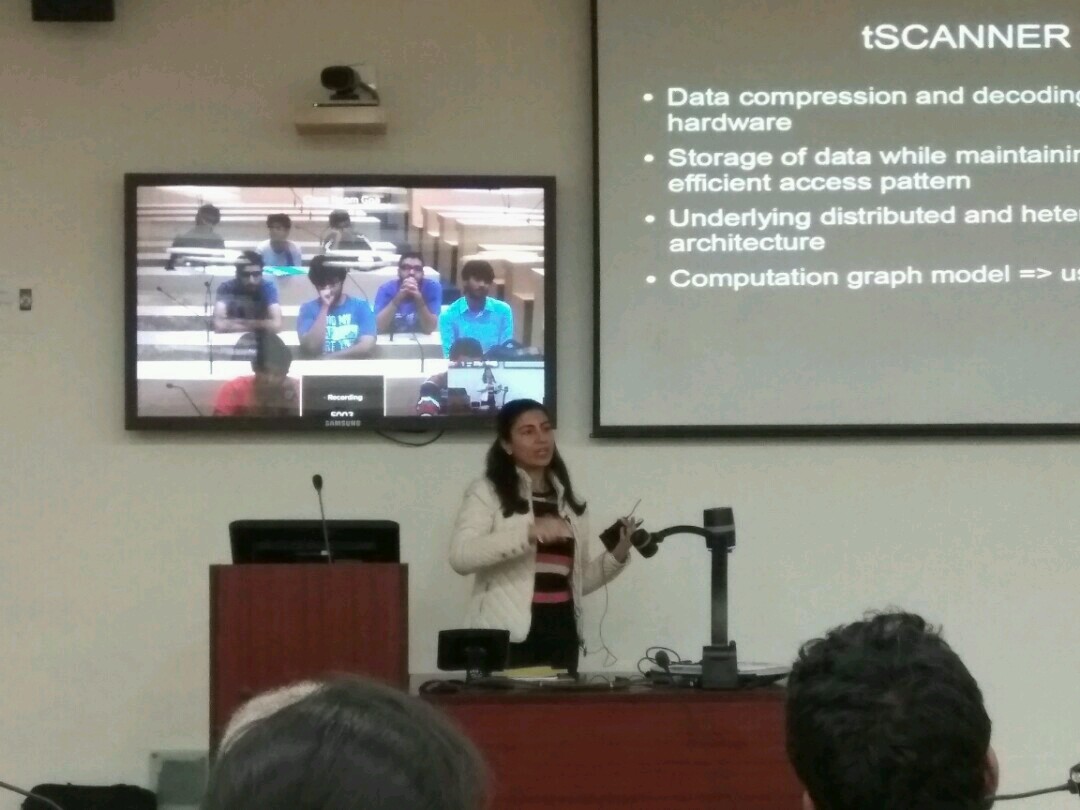 tSCANNER
• Data compression and decoding
hardware
• Storage of data while maintainin
efficient access pattern
• Underlying distributed and hete
architecture
• Computation graph model => us
Recording
SAMSUNG